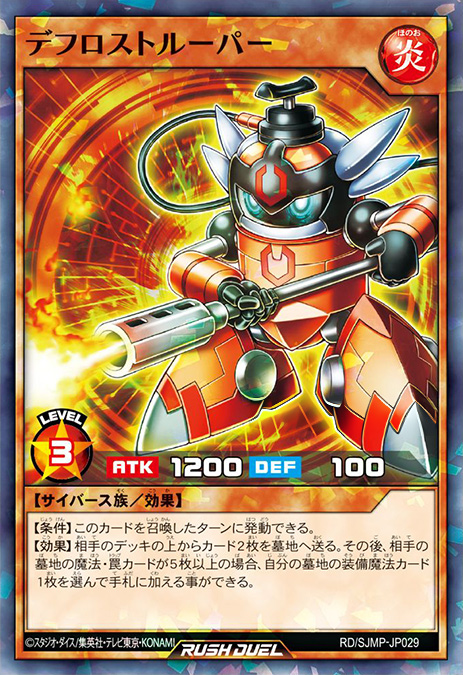 デフロストルーパー
ほのお
炎
LEVEL
3
ATK 1200 DEF 100
【サイバース族／効果】
【条件】このカードを召喚したターンに発動できる。
【効果】相手のデッキの上からカード2枚を墓地へ送る。その後、相手の
墓地の魔法・罠カードが5枚以上の場合、自分の墓地の装備魔法カード
1枚を選んで手札に加える事ができる。
©スタジオ・ダイス/集英社・テレビ東京・KONAMI
RUSH DUEL
RD/SJMP-JP029